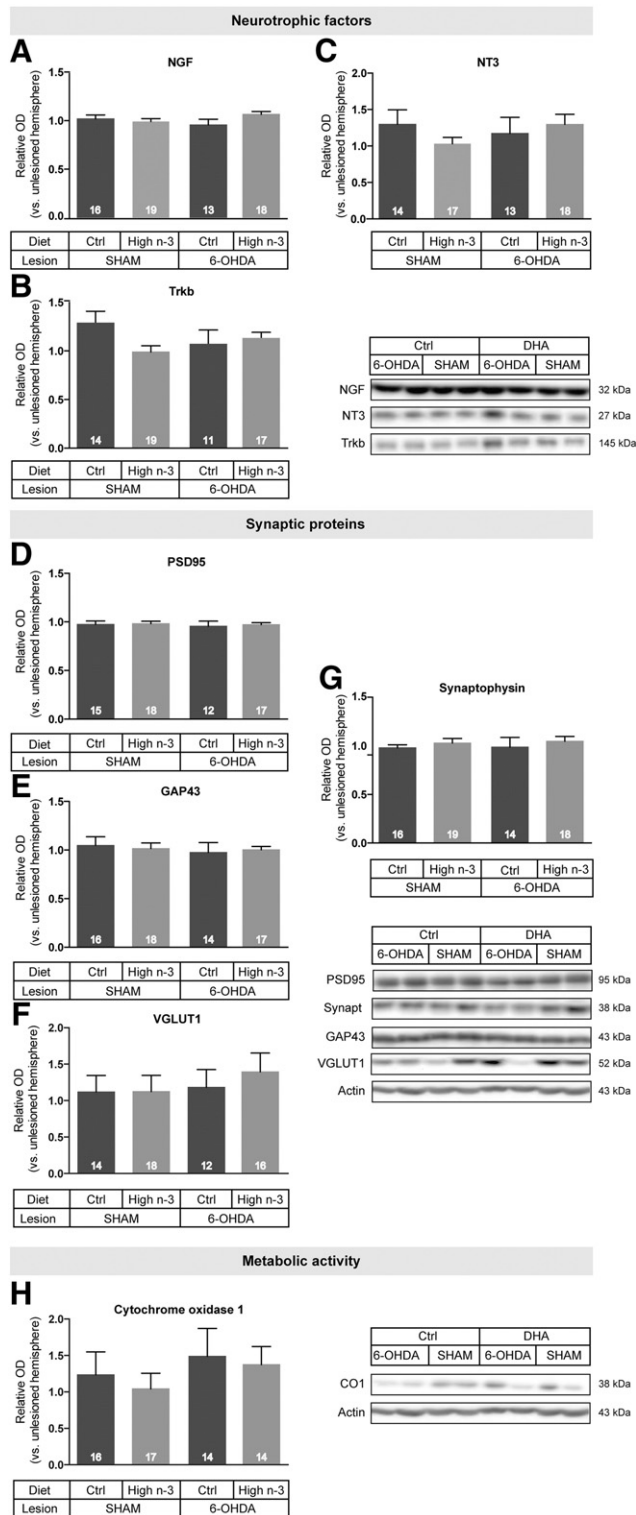 Neurotrophic factors
A
NGF
Relative OD
(vs. unlesioned hemisphere)
1.5
1.0
0.5
0.0
16 19 13 18
Diet Ctrl High n-3 Ctrl High n-3
Lesion SHAM 6-OHDA
C
NT3
Relative OD
(vs. unlesioned hemisphere)
2.0
1.5
1.0
0.5
0.0
14 17 13 18
Diet Ctrl High n-3 Ctrl High n-3
Lesion SHAM 6-OHDA
B
Trkb
Relative OD
(vs. unlesioned hemisphere)
1.5
1.0
0.5
0.0
14 19 11 17
Diet Ctrl High n-3 Ctrl High n-3
Lesion SHAM 6-OHDA
Ctrl DHA
6-OHDA SHAM 6-OHDA SHAM
NGF 32 kDa
NT3 27 kDa
Trkb 145 kDa
Synaptic proteins
D
PSD95
Relative OD
(vs. unlesioned hemisphere)
1.5
1.0
0.5
0.0
15 18 12 17
Diet Ctrl High n-3 Ctrl High n-3
Lesion SHAM 6-OHDA
E
GAP43
Relative OD
(vs. unlesioned hemisphere)
1.5
1.0
0.5
0.0
16 18 14 17
Diet Ctrl High n-3 Ctrl High n-3
Lesion SHAM 6-OHDA
F
VGLUT1
Relative OD
(vs. unlesioned hemisphere)
2.0
1.5
1.0
0.5
0.0
14 18 12 16
Diet Ctrl High n-3 Ctrl High n-3
Lesion SHAM 6-OHDA
G
Synaptophysin
Relative OD
(vs. unlesioned hemisphere)
1.5
1.0
0.5
0.0
16 19 14 18
Ctrl High n-3 Ctrl High n-3
SHAM 6-OHDA
Ctrl DHA
6-OHDA SHAM 6-OHDA SHAM
PSD95 95 kDa
Synapt 38 kDa
GAP43 43 kDa
VGLUT1 52 kDa
Actin 43 kDa
Metabolic activity
H
Cytochrome oxidase 1
Relative OD
(vs. unlesioned hemisphere)
2.0
1.5
1.0
0.5
0.0
16 17 14 14
Diet Ctrl High n-3 Ctrl High n-3
Lesion SHAM 6-OHDA
Ctrl DHA
6-OHDA SHAM 6-OHDA SHAM
CO1 38 kDa
Actin 43 kDa